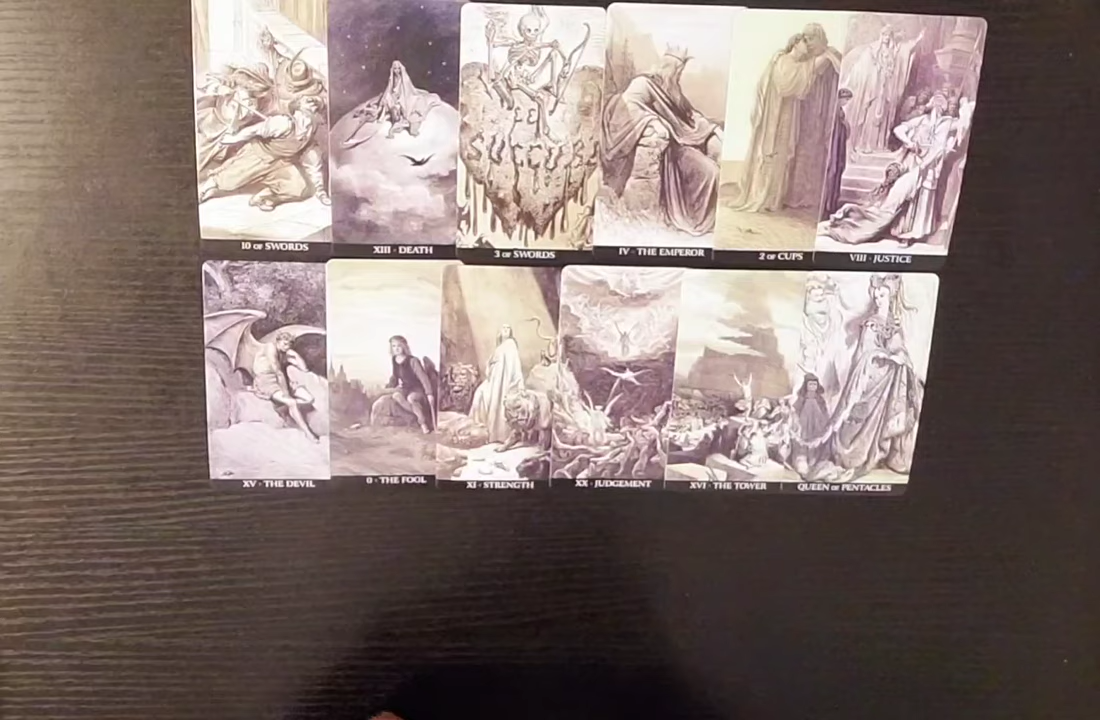 10 OF SWORDS
XIII · DEATH
3 OF SWORDS
IV · THE EMPEROR
2 OF CUPS
VIII · JUSTICE
XV · THE DEVIL
0 · THE FOOL
XI · STRENGTH
XX · JUDGEMENT
XVI · THE TOWER
QUEEN OF PENTACLES